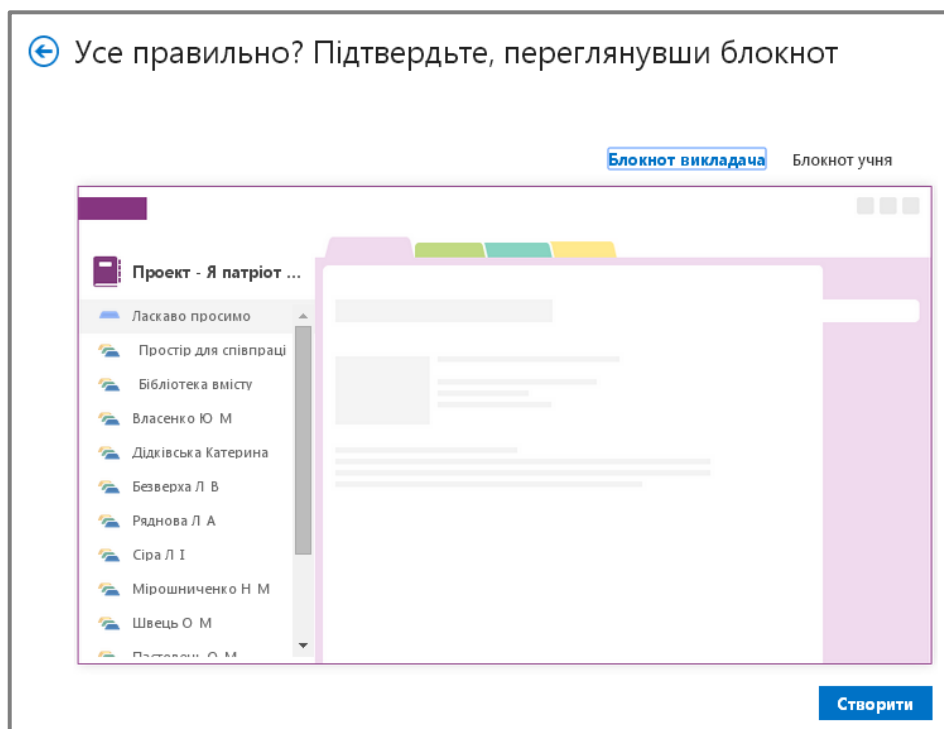 Усе правильно? Підтвердьте, переглянувши блокнот
Блокнот викладача Блокнот учня
Проект - Я патріот ...
Ласкаво просимо
Простір для співпраці
Бібліотека вмісту
Власенко Ю М
Дідківська Катерина
Безверха Л В
Ряднова Л А
Сіра Л І
Мірошниченко Н М
Швець О М
Створити